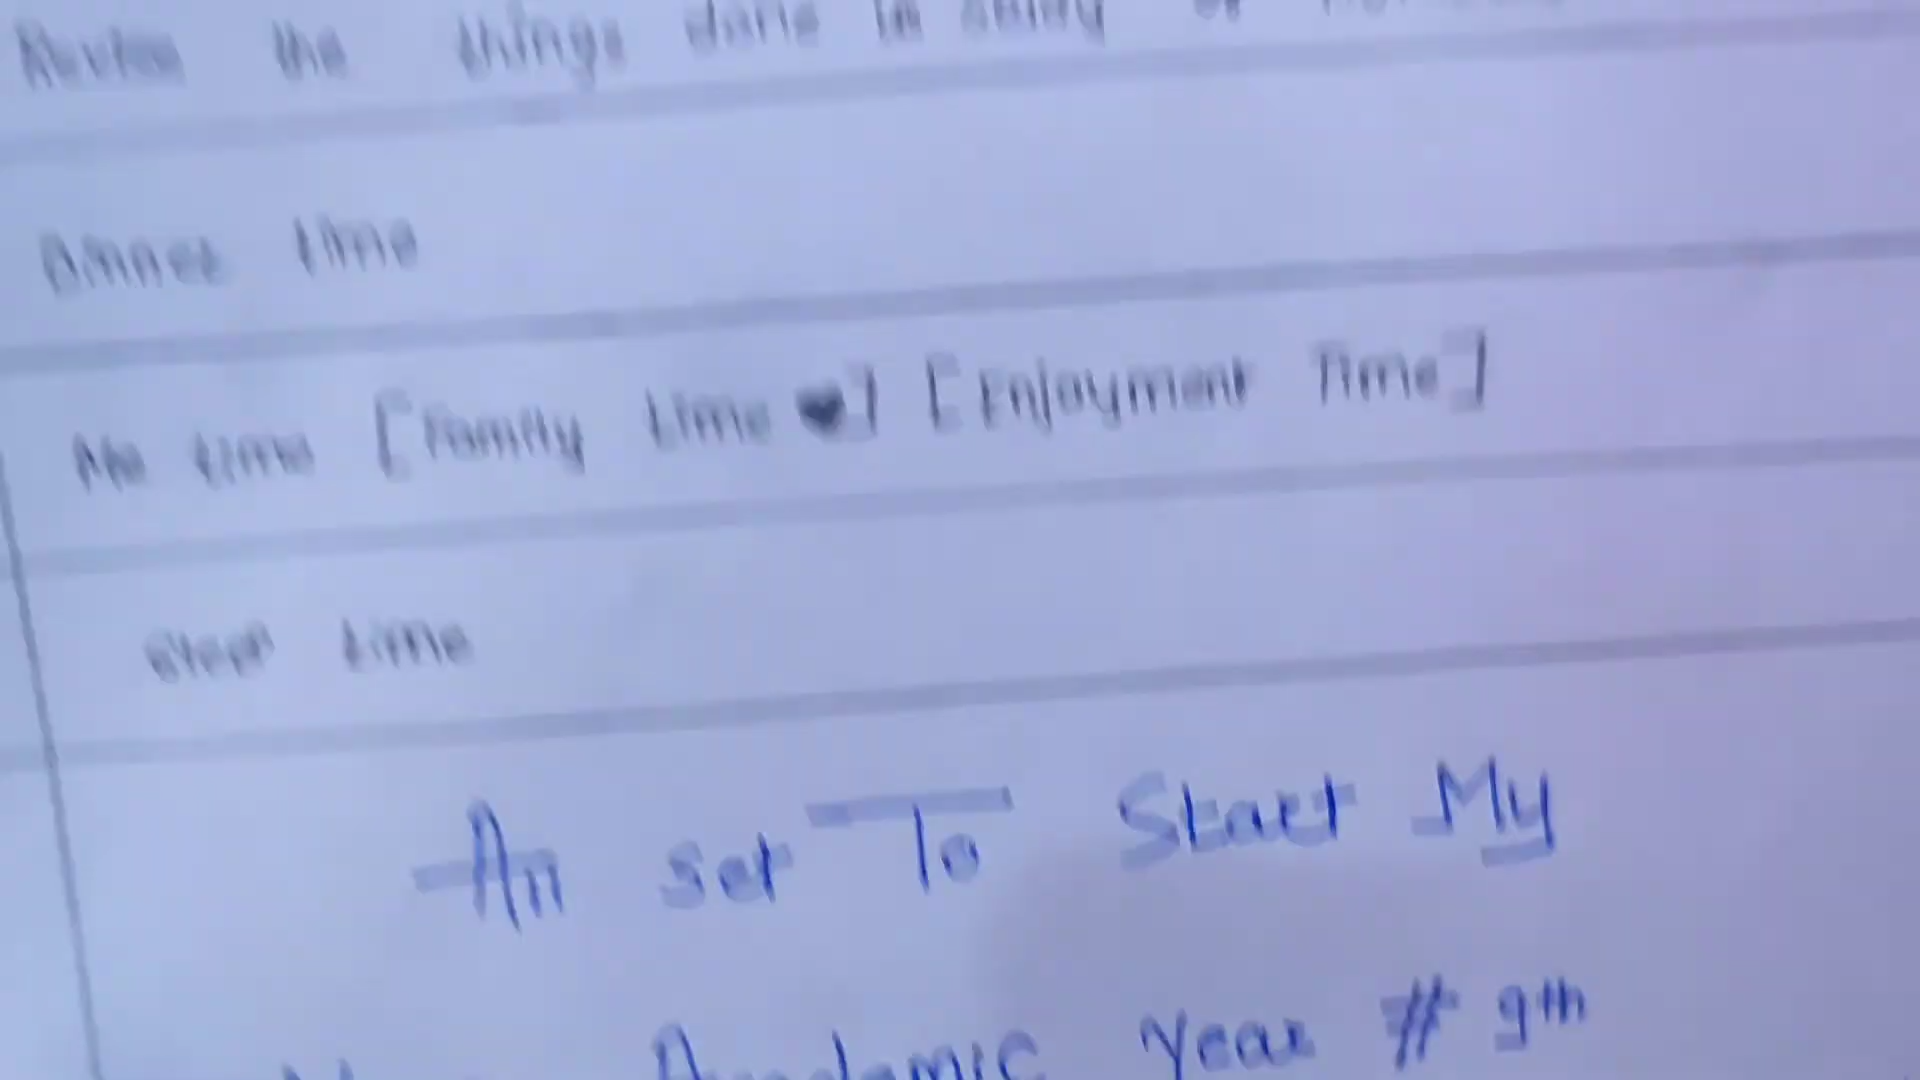 Revise the things done in
Dinner time
Me time [Family time ♥] [Enjoyment Time]
Sleep time
All set To Start My
Academic Year # 9th